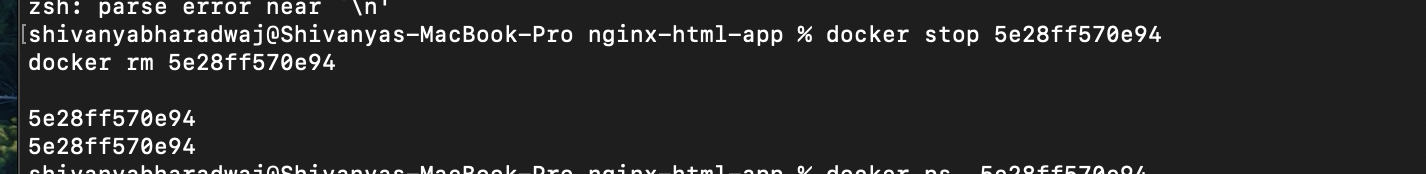 zsh: parse error near `\n'
[shivanyabharadwaj@Shivanyas-MacBook-Pro nginx-html-app % docker stop 5e28ff570e94
docker rm 5e28ff570e94
5e28ff570e94
5e28ff570e94
shivanyabharadwaj@Shivanyas-MacBook-Pro nginx-html-app % docker ps  5e28ff570e94